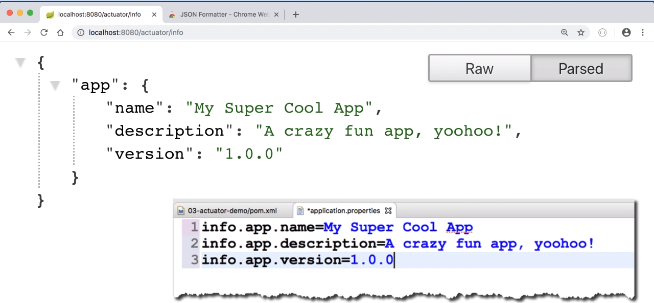 localhost:8080/actuator/info
JSON Formatter - Chrome We
localhost:8080/actuator/info
Raw
Parsed
{
"app": {
"name": "My Super Cool App",
"description": "A crazy fun app, yoohoo!",
"version": "1.0.0"
}
}
03-actuator-demo/pom.xml
*application.properties
1 info.app.name=My Super Cool App
2 info.app.description=A crazy fun app, yoohoo!
3 info.app.version=1.0.0